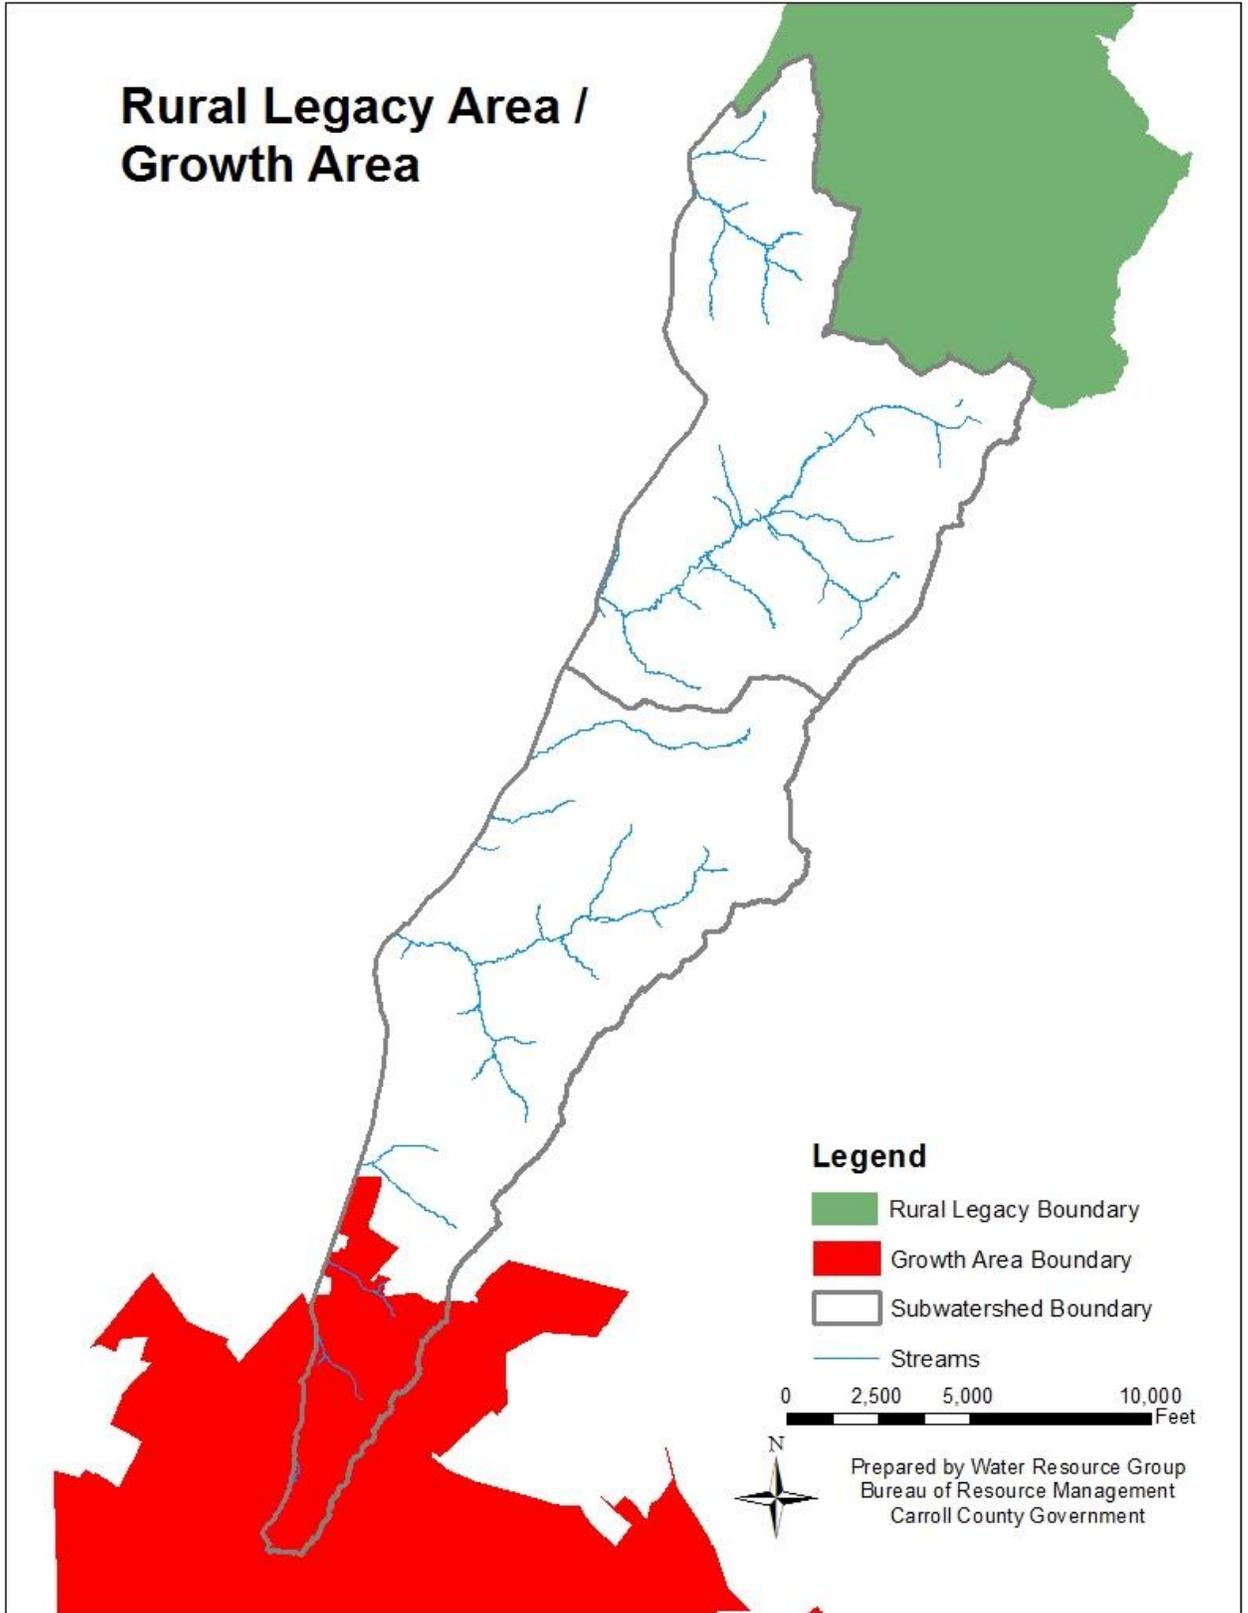 Rural Legacy Area /
Growth Area
Legend
Rural Legacy Boundary
Growth Area Boundary
Subwatershed Boundary
Streams
0 2,500 5,000 10,000
Feet
N
Prepared by Water Resource Group
Bureau of Resource Management
Carroll County Government